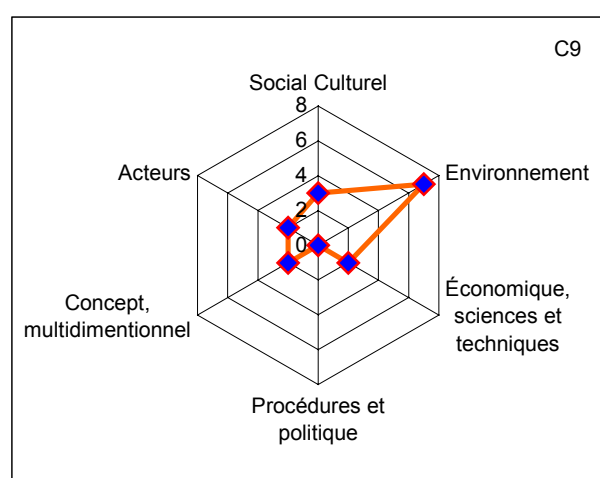 C9
Social Culturel
8
6
4
2
0
Acteurs
Environnement
Concept,
multidimentionnel
Économique,
sciences et
techniques
Procédures et
politique